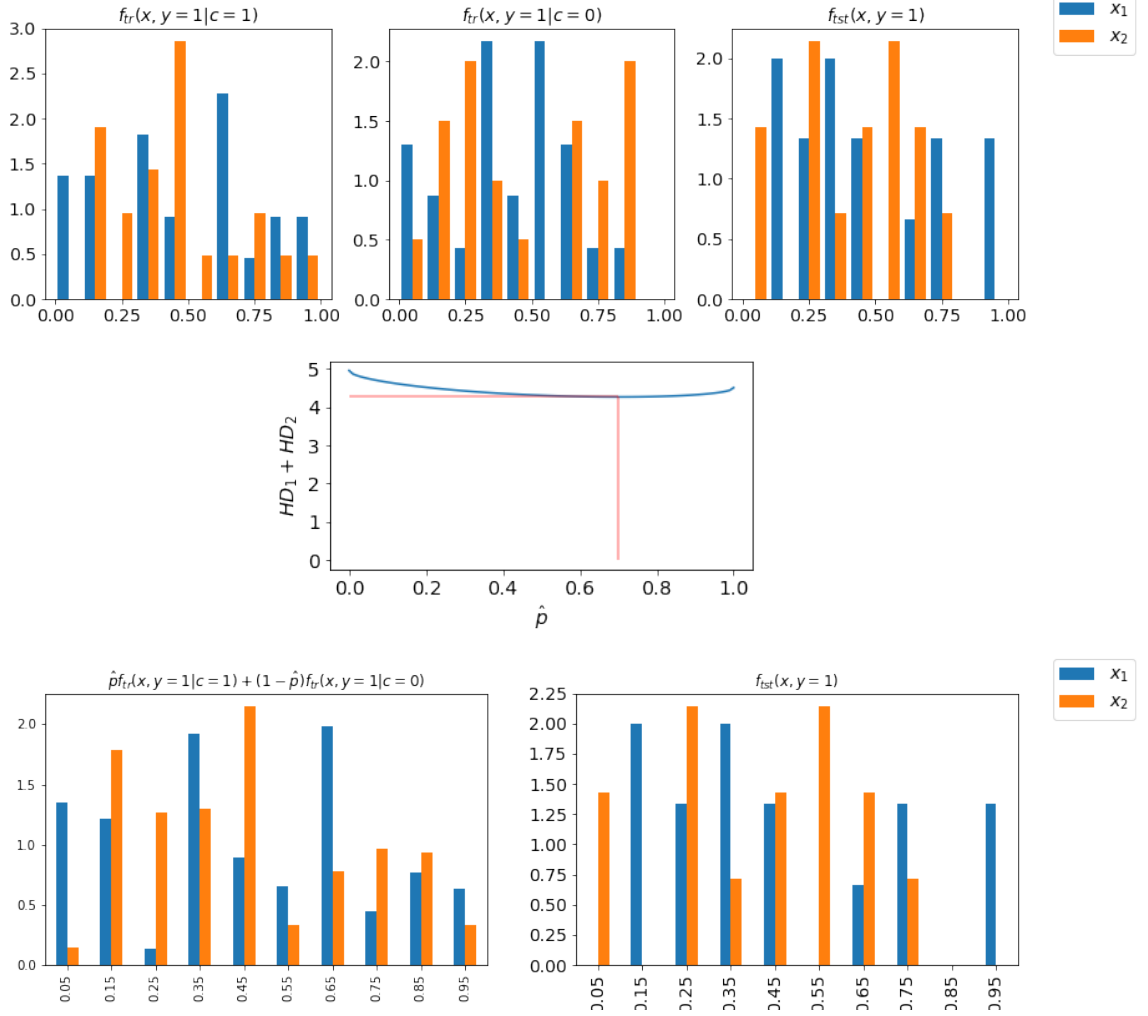 f_tr(x, y = 1|c = 1)
f_tr(x, y = 1|c = 0)
f_tst(x, y = 1)
x_1
x_2
3.0
2.5
2.0
1.5
1.0
0.5
0.0
0.00 0.25 0.50 0.75 1.00
2.0
1.5
1.0
0.5
0.0
0.00 0.25 0.50 0.75 1.00
2.0
1.5
1.0
0.5
0.0
0.00 0.25 0.50 0.75 1.00
HD_1 + HD_2
5
4
3
2
1
0
0.0 0.2 0.4 0.6 0.8 1.0
p̂
p̂f_tr(x, y = 1|c = 1) + (1 − p̂)f_tr(x, y = 1|c = 0)
f_tst(x, y = 1)
x_1
x_2
2.0
1.5
1.0
0.5
0.0
0.05 0.15 0.25 0.35 0.45 0.55 0.65 0.75 0.85 0.95
2.25
2.00
1.75
1.50
1.25
1.00
0.75
0.50
0.25
0.00
0.05 0.15 0.25 0.35 0.45 0.55 0.65 0.75 0.85 0.95